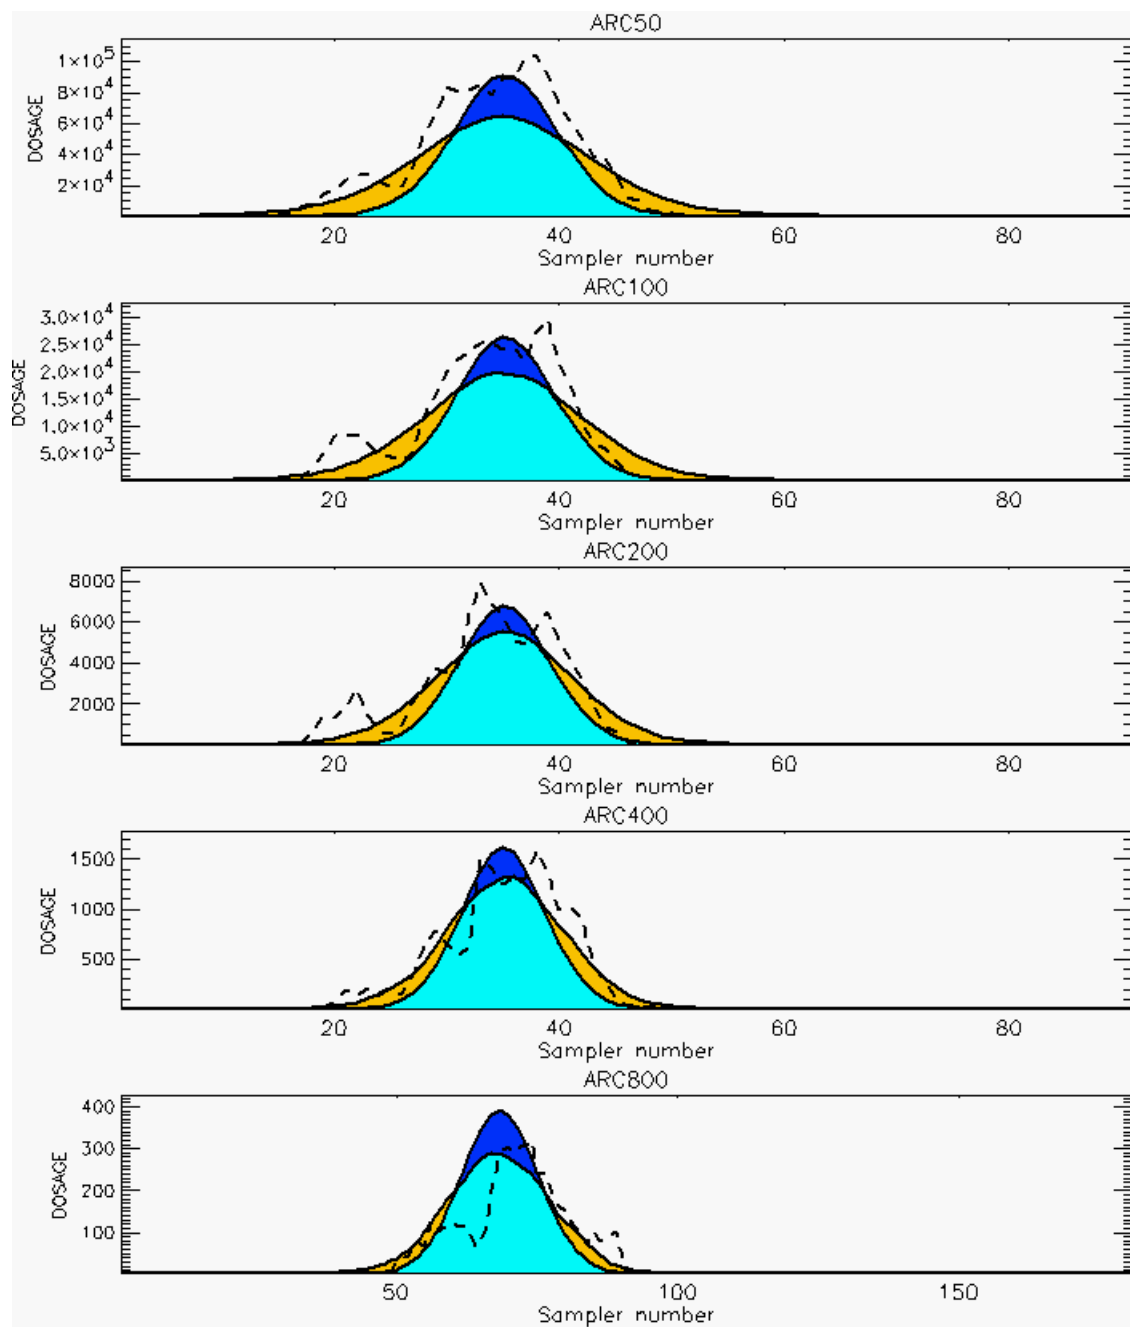 ARC50
1×10⁵
8×10⁴
6×10⁴
4×10⁴
2×10⁴
DOSAGE
20 40 60 80
Sampler number
ARC100
3.0×10⁴
2.5×10⁴
2.0×10⁴
1.5×10⁴
1.0×10⁴
5.0×10³
DOSAGE
20 40 60 80
Sampler number
ARC200
8000
6000
4000
2000
DOSAGE
20 40 60 80
Sampler number
ARC400
1500
1000
500
DOSAGE
20 40 60 80
Sampler number
ARC800
400
300
200
100
DOSAGE
50 100 150
Sampler number